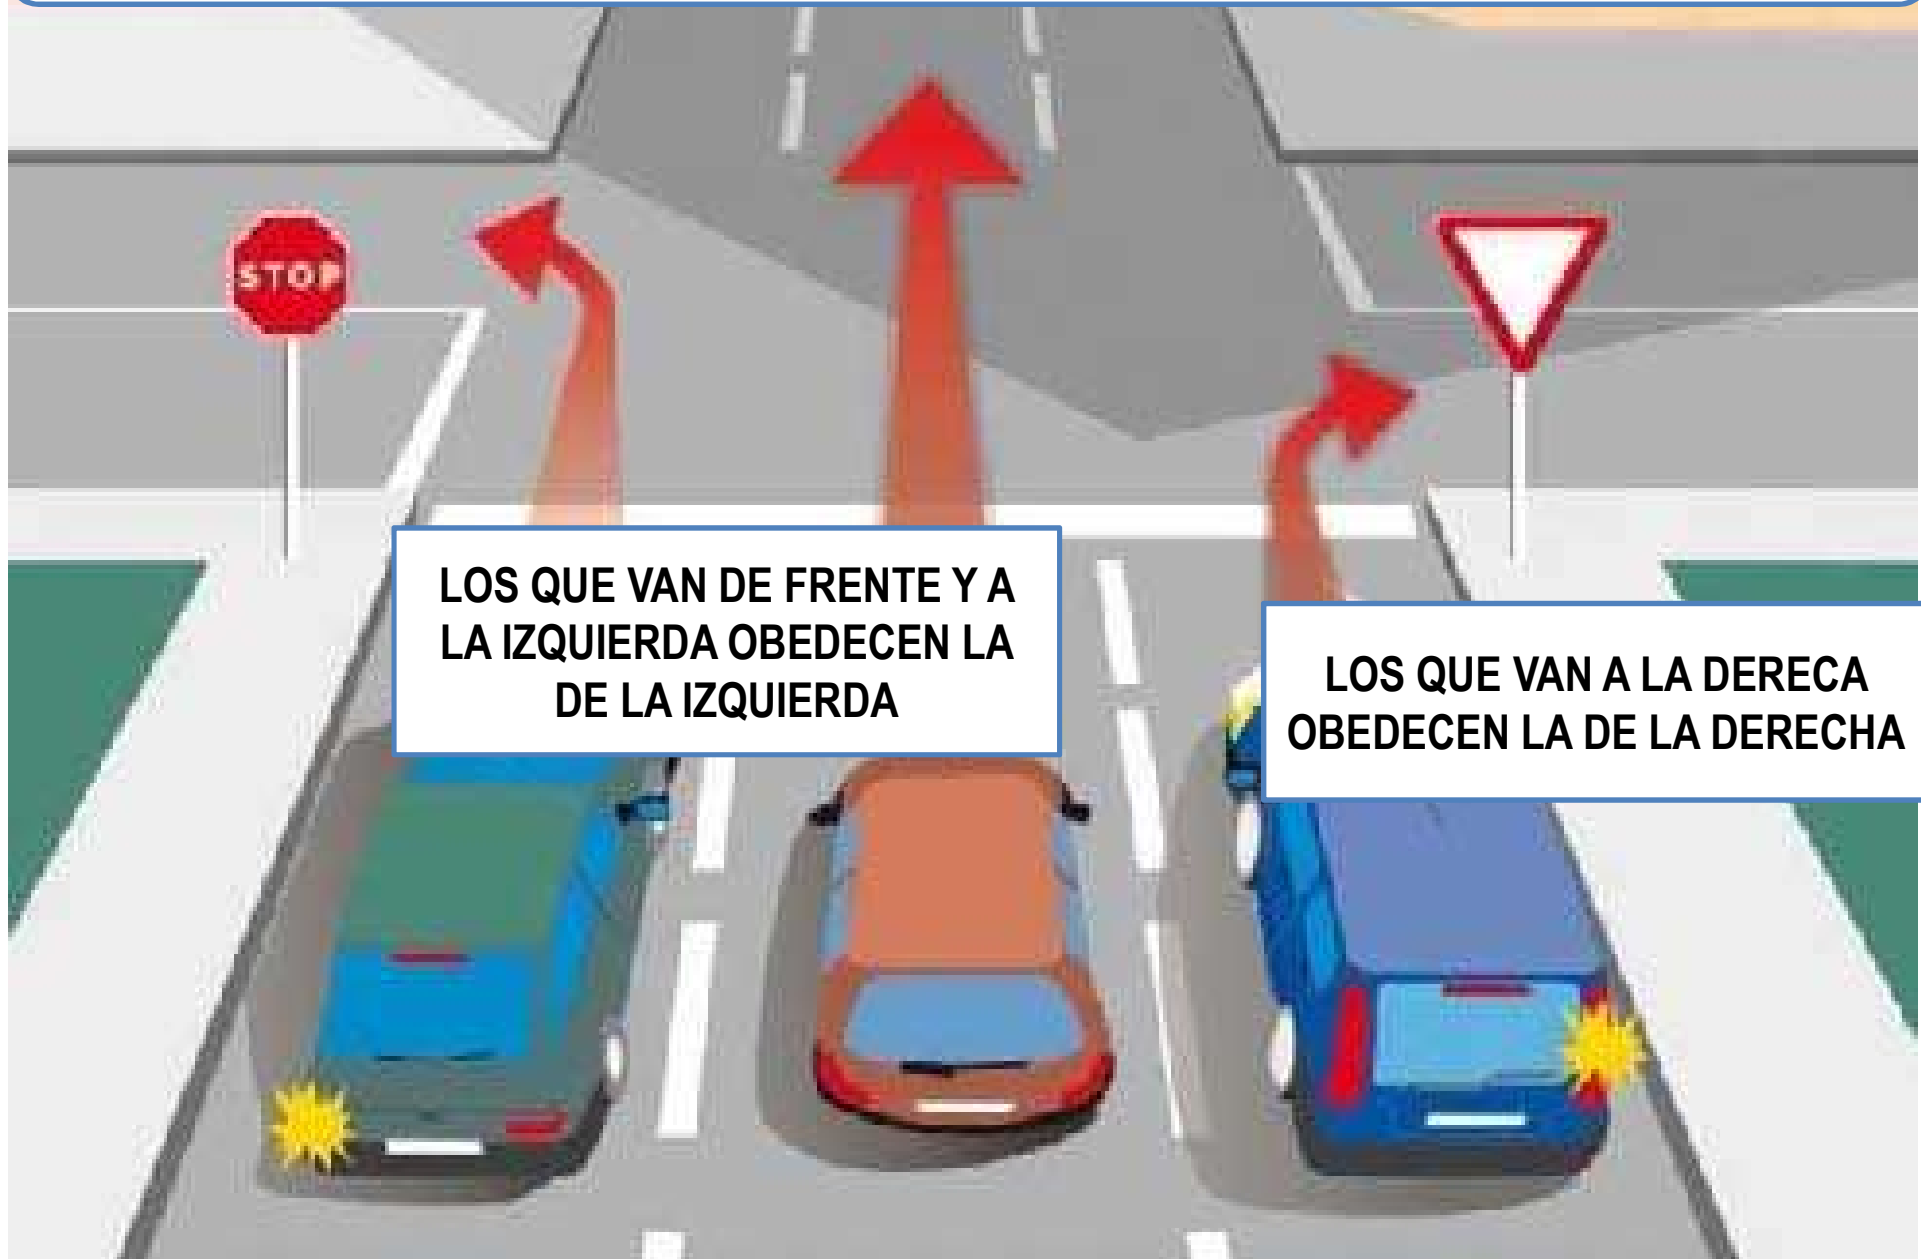 STOP
LOS QUE VAN DE FRENTE Y A
LA IZQUIERDA OBEDECEN LA
DE LA IZQUIERDA
LOS QUE VAN A LA DERECA
OBEDECEN LA DE LA DERECHA